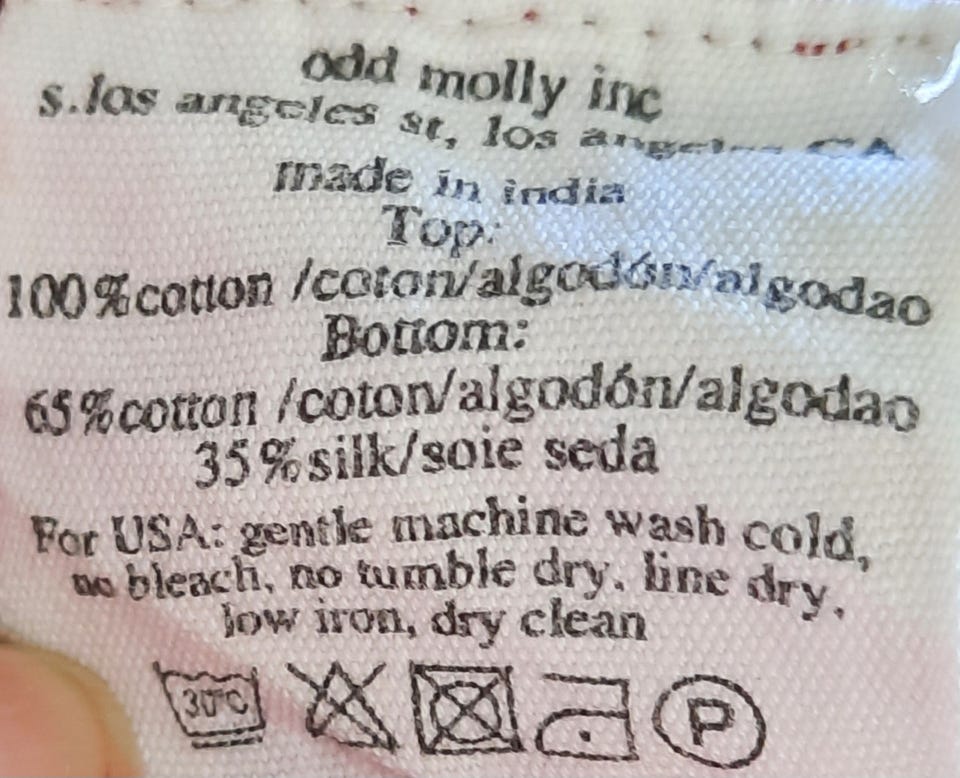 odd molly inc
s.los angeles st, los angeles CA
made in india
Top:
100%cotton /coton/algodón/algodao
Bottom:
65%cotton /coton/algodón/algodao
35%silk/soie seda
For USA: gentle machine wash cold,
no bleach, no tumble dry, line dry,
low iron, dry clean
30°C
P